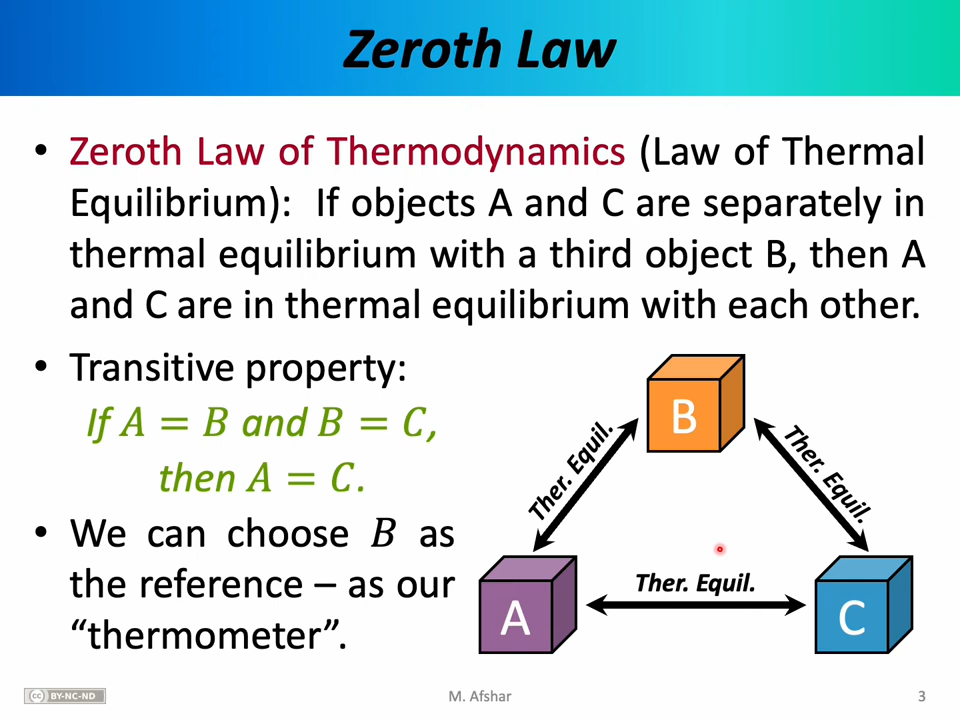 Zeroth Law
• Zeroth Law of Thermodynamics (Law of Thermal
Equilibrium): If objects A and C are separately in
thermal equilibrium with a third object B, then A
and C are in thermal equilibrium with each other.
• Transitive property:
If A = B and B = C,
then A = C.
• We can choose B as
the reference – as our
“thermometer”.
B
Ther. Equil.
Ther. Equil.
Ther. Equil.
A
C
cc BY-NC-ND
M. Afshar
3